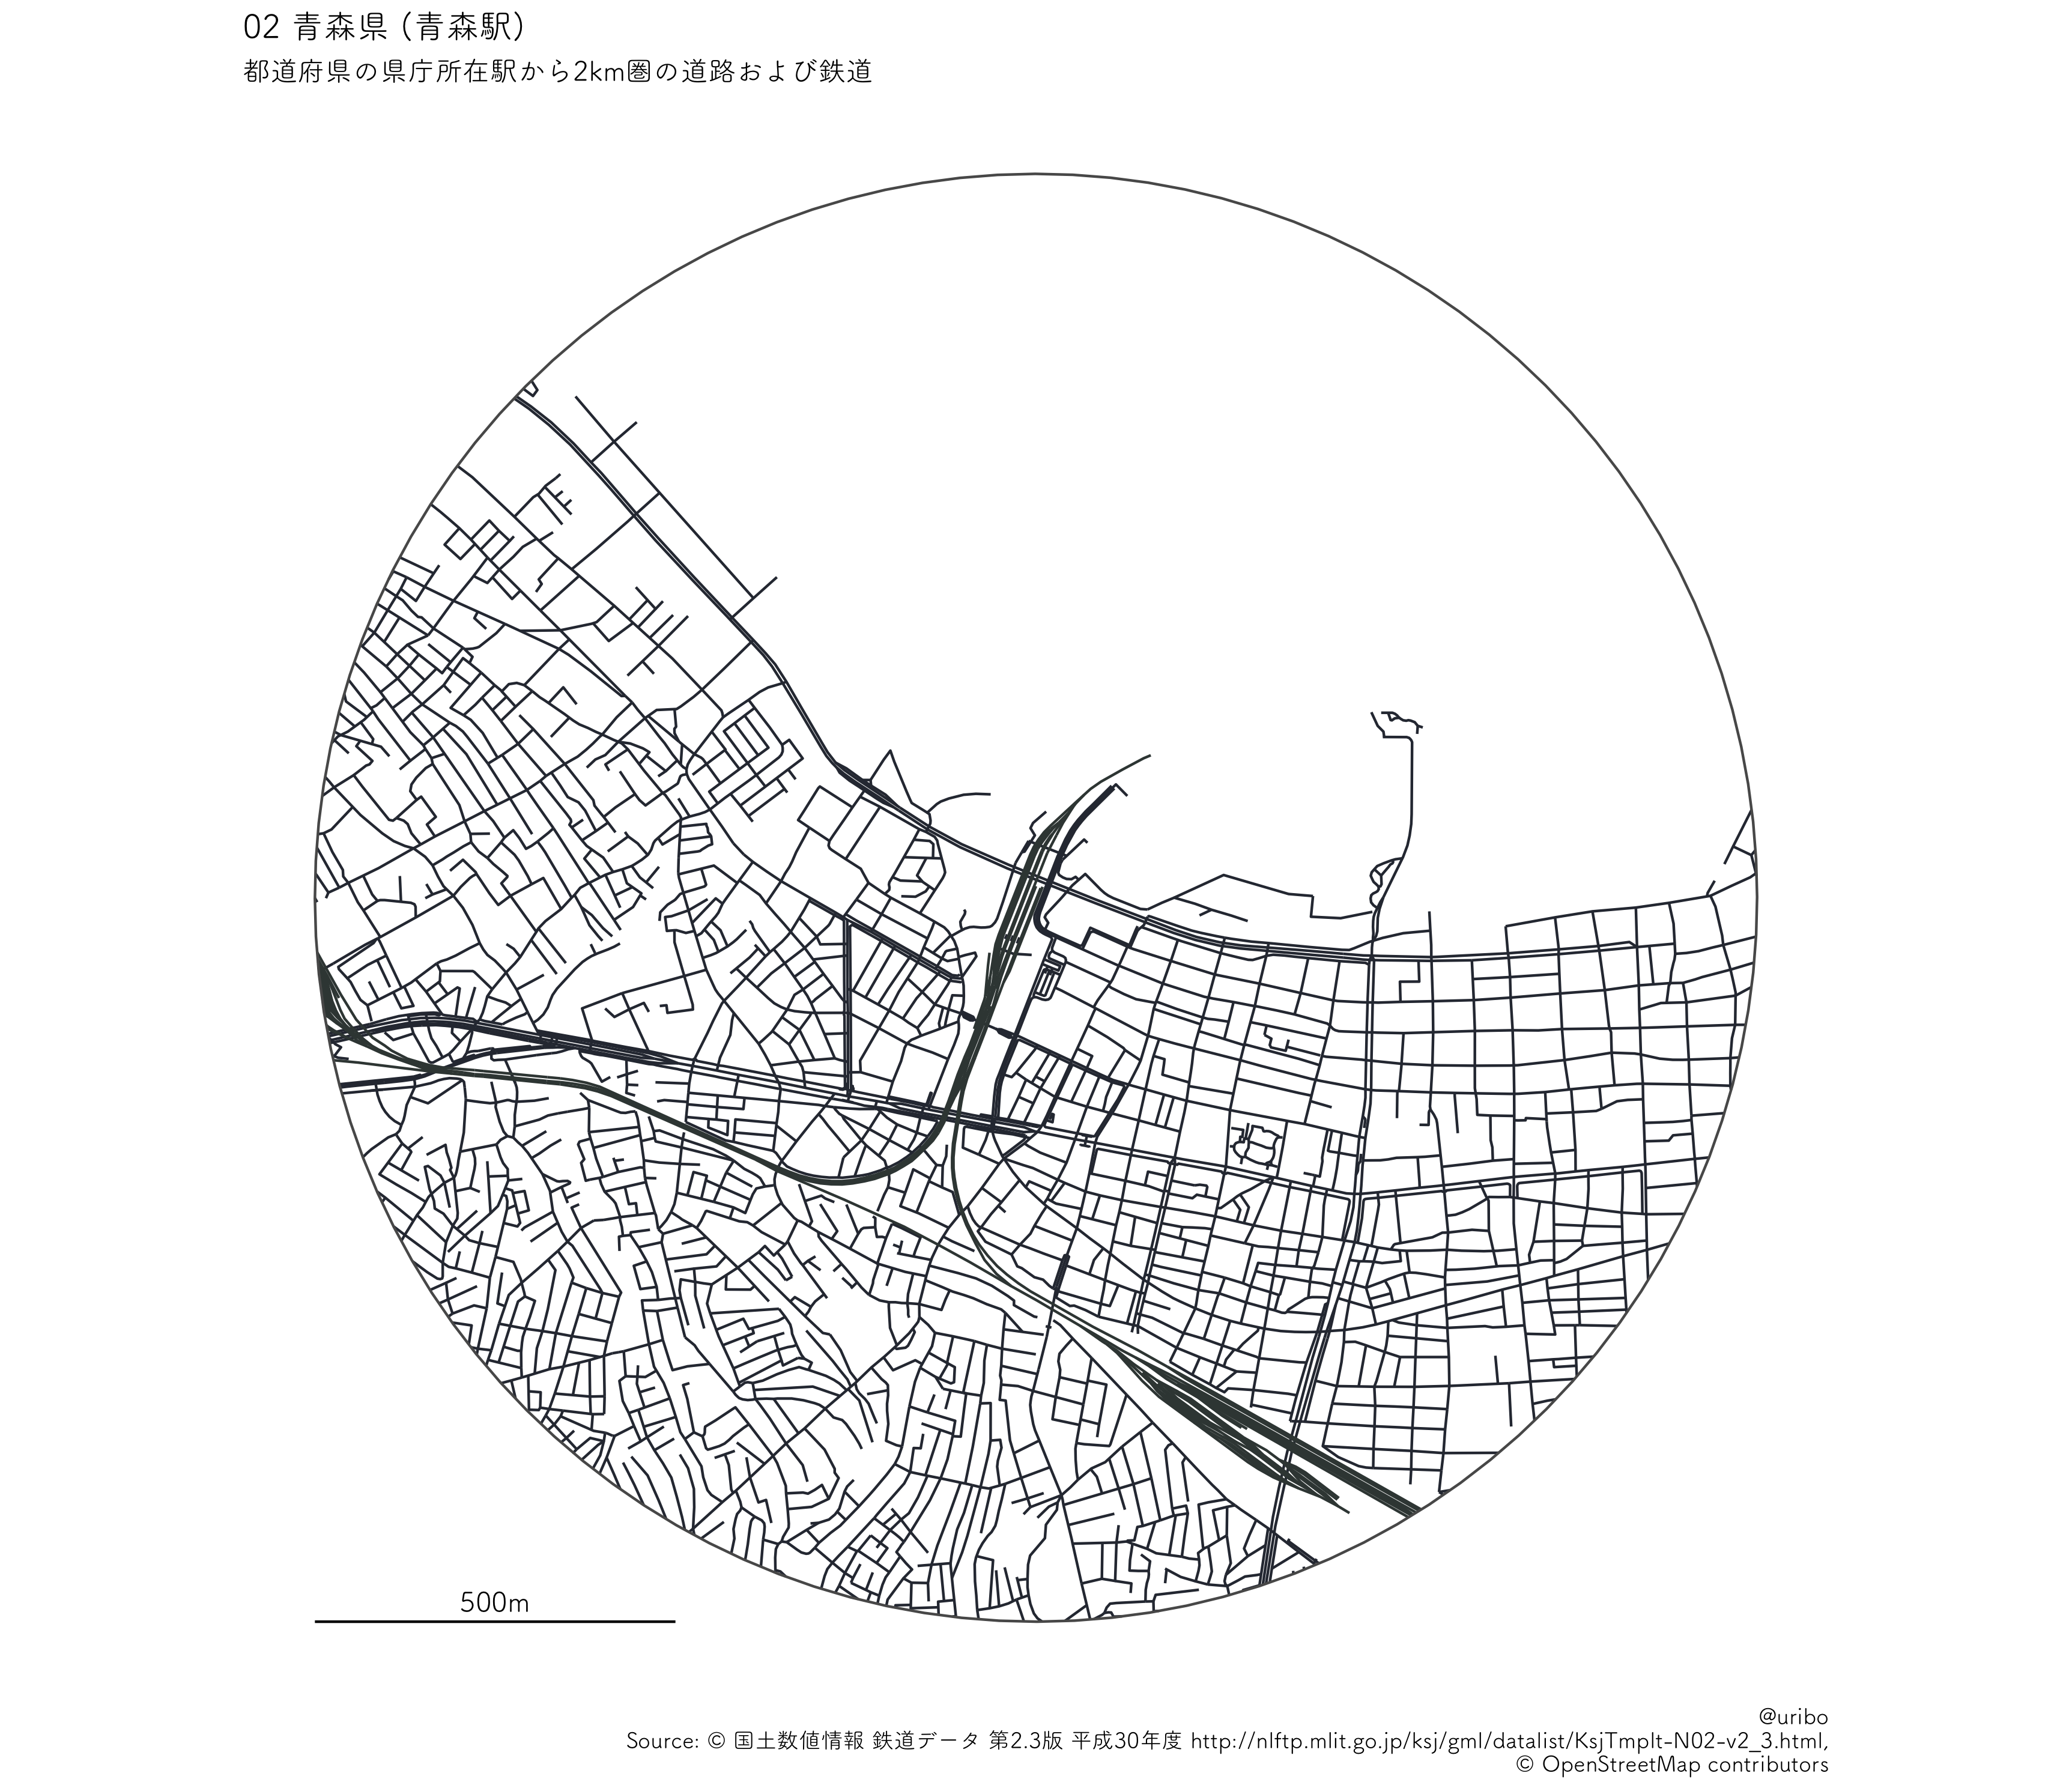 02 青森県 (青森駅)
都道府県の県庁所在駅から2km圏の道路および鉄道
500m
@uribo
Source: © 国土数値情報 鉄道データ 第2.3版 平成30年度 http://nlftp.mlit.go.jp/ksj/gml/datalist/KsjTmplt-N02-v2_3.html,
© OpenStreetMap contributors